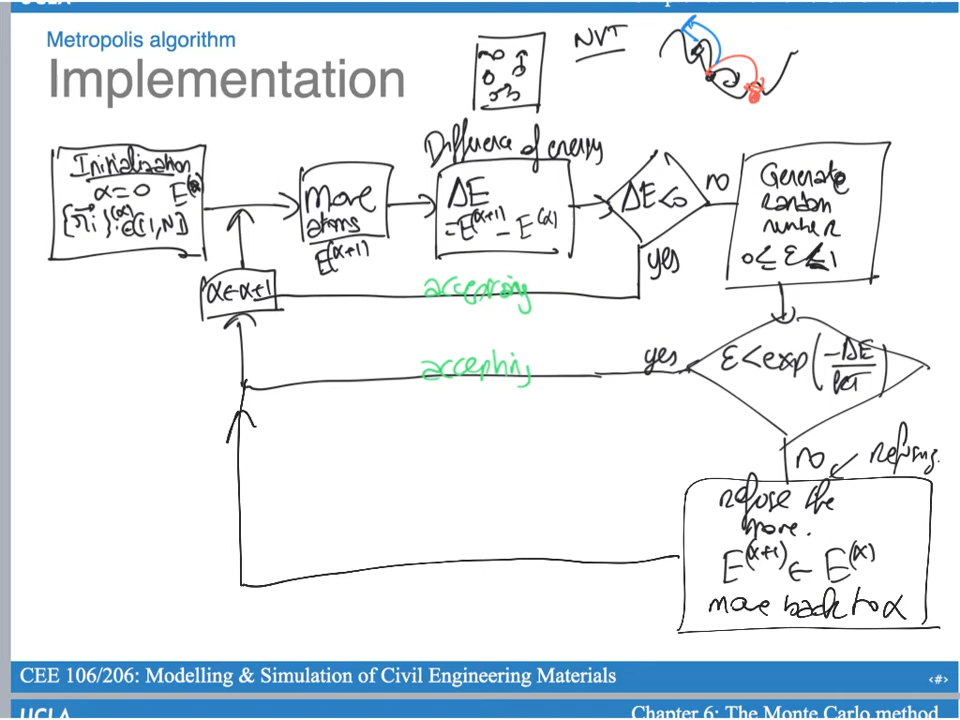 UCLA
Metropolis algorithm
Implementation
NVT
Difference of energy
Initialization
α=0 E^(α)
{r⃗i}^(α) i∈[1,N]
Move
atoms
E^(α+1)
ΔE
=E^(α+1) - E^(α)
ΔE<0
no
Generate
random
number
0≤ε≤1
yes
α←α+1
accepting
accepting
yes
ε<exp(-ΔE/kT)
no
Refusing.
refuse the
move.
E^(α+1) ← E^(α)
move back to α
CEE 106/206: Modelling & Simulation of Civil Engineering Materials
‹#›
UCLA
Chapter 6: The Monte Carlo method